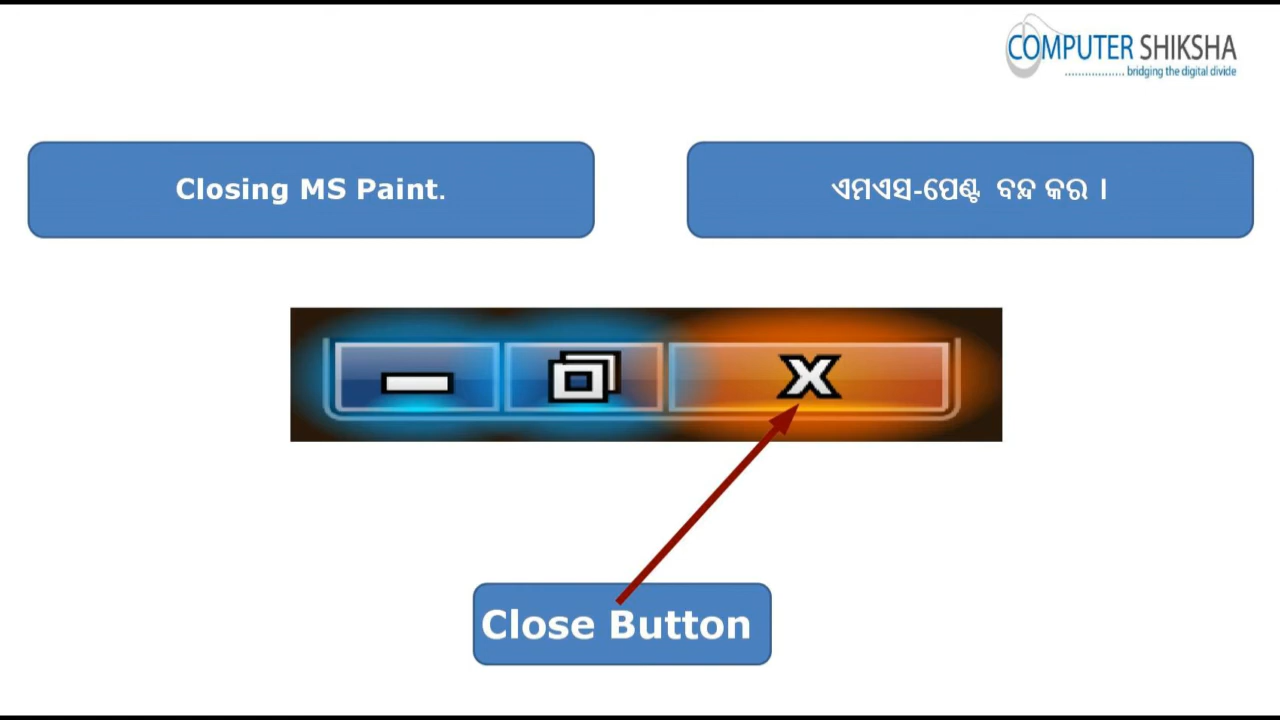 COMPUTER SHIKSHA
bridging the digital divide
Closing MS Paint.
ଏମଏସ-ପେଣ୍ଟ ବନ୍ଦ କର ।
Close Button